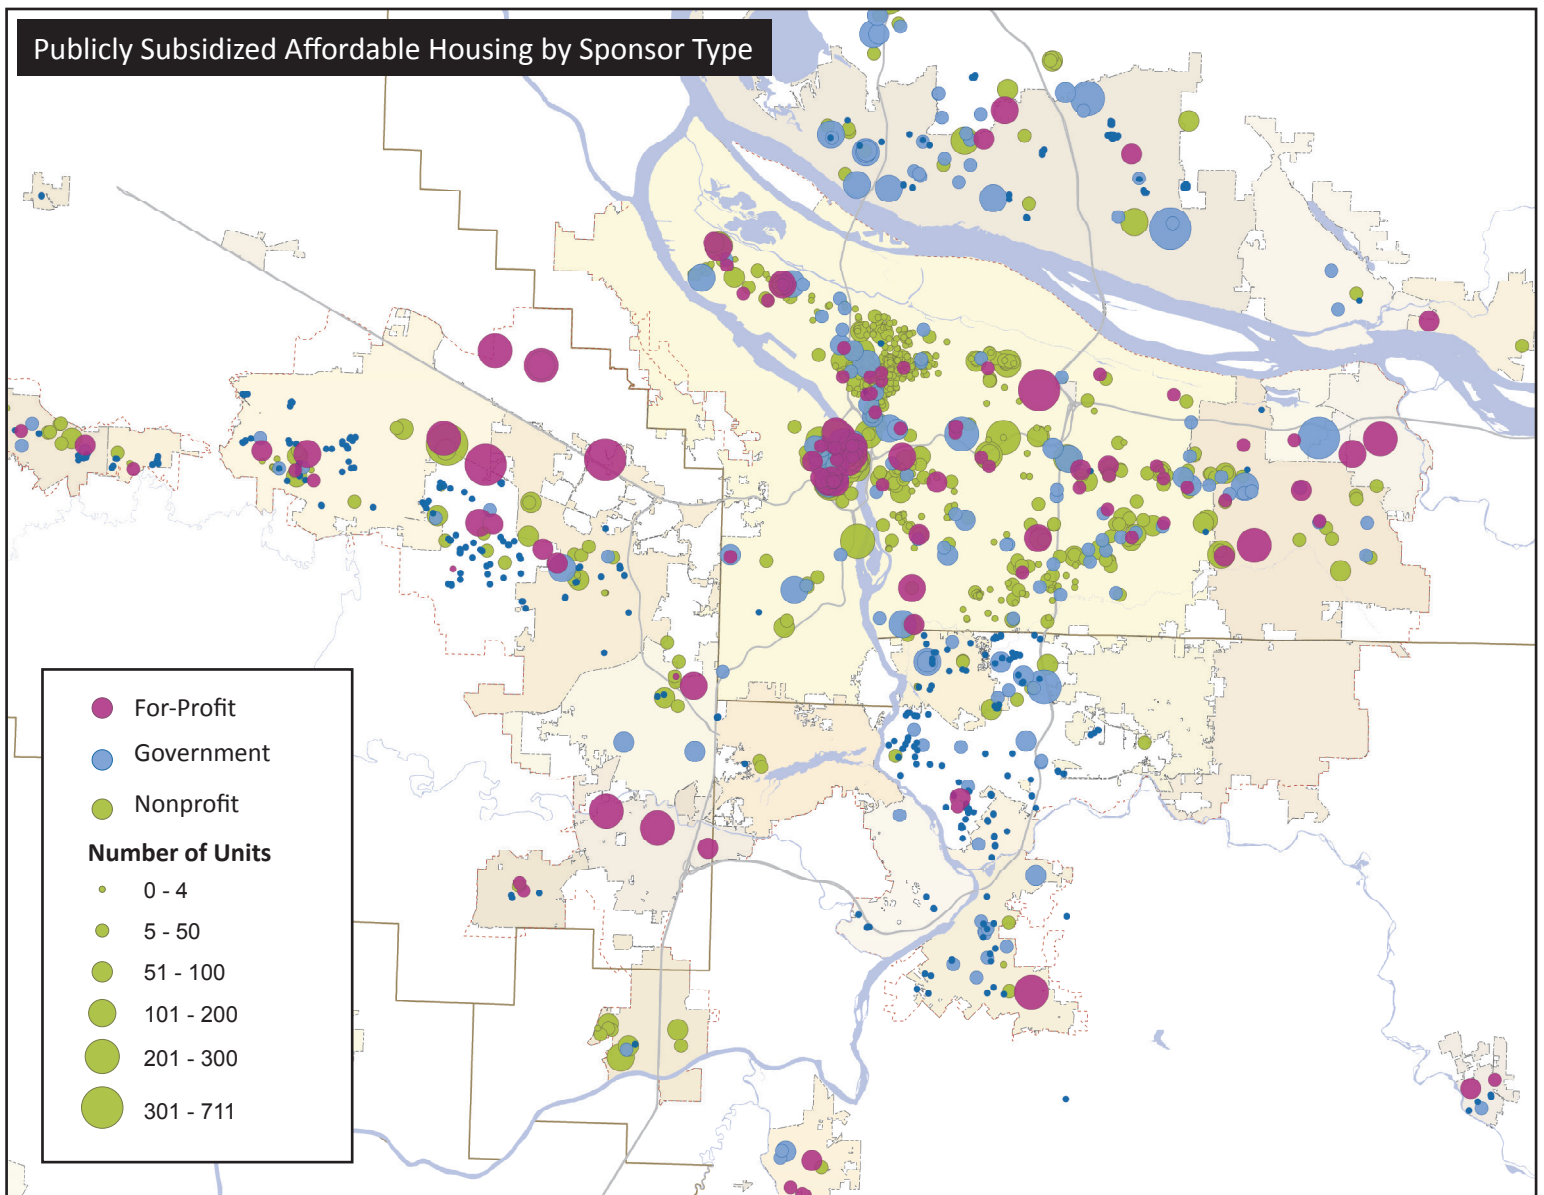 Publicly Subsidized Affordable Housing by Sponsor Type
For-Profit
Government
Nonprofit
Number of Units
0 - 4
5 - 50
51 - 100
101 - 200
201 - 300
301 - 711